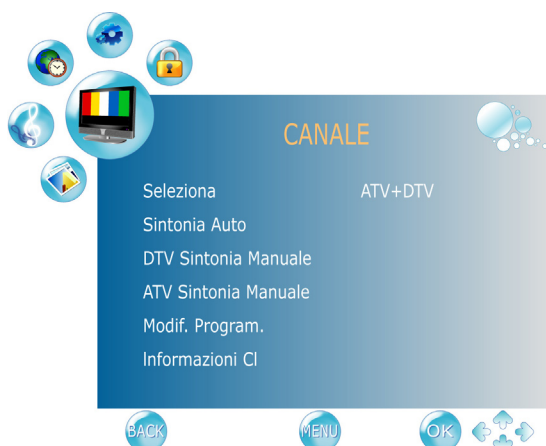 CANALE
Seleziona ATV+DTV
Sintonia Auto
DTV Sintonia Manuale
ATV Sintonia Manuale
Modif. Program.
Informazioni CI
BACK MENU OK